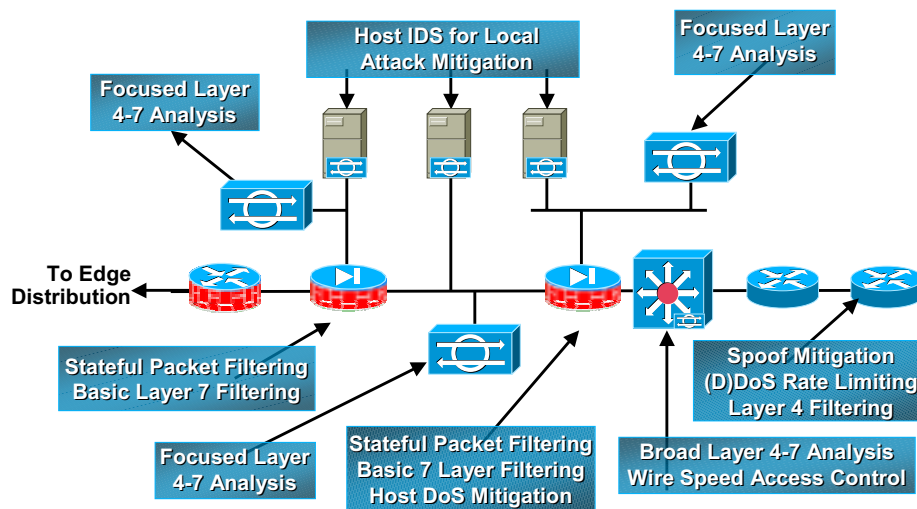 Host IDS for Local
Attack Mitigation
Focused Layer
4-7 Analysis
Focused Layer
4-7 Analysis
To Edge
Distribution
Stateful Packet Filtering
Basic Layer 7 Filtering
Focused Layer
4-7 Analysis
Stateful Packet Filtering
Basic 7 Layer Filtering
Host DoS Mitigation
Spoof Mitigation
(D)DoS Rate Limiting
Layer 4 Filtering
Broad Layer 4-7 Analysis
Wire Speed Access Control